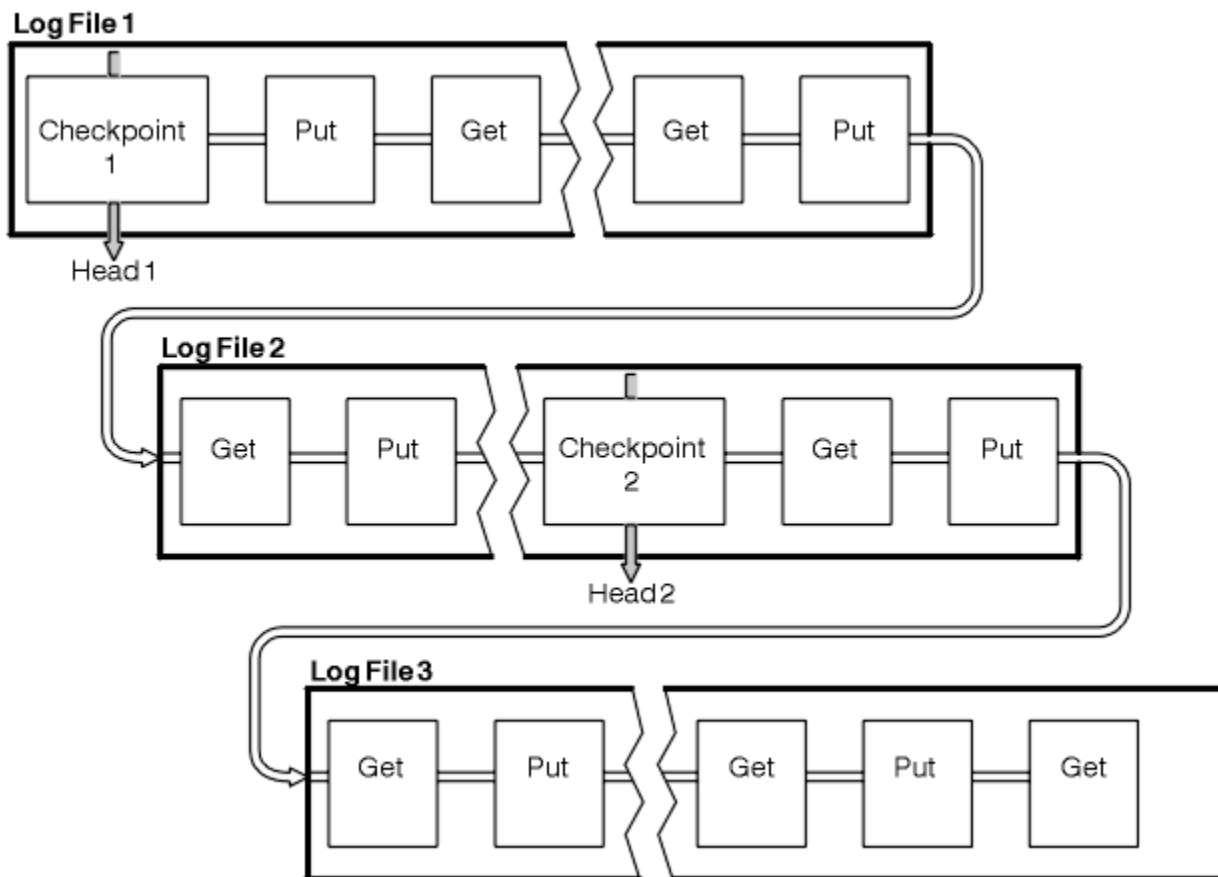 Log File 1
Checkpoint
1
Put
Get
Get
Put
Head 1
Log File 2
Get
Put
Checkpoint
2
Get
Put
Head 2
Log File 3
Get
Put
Get
Put
Get